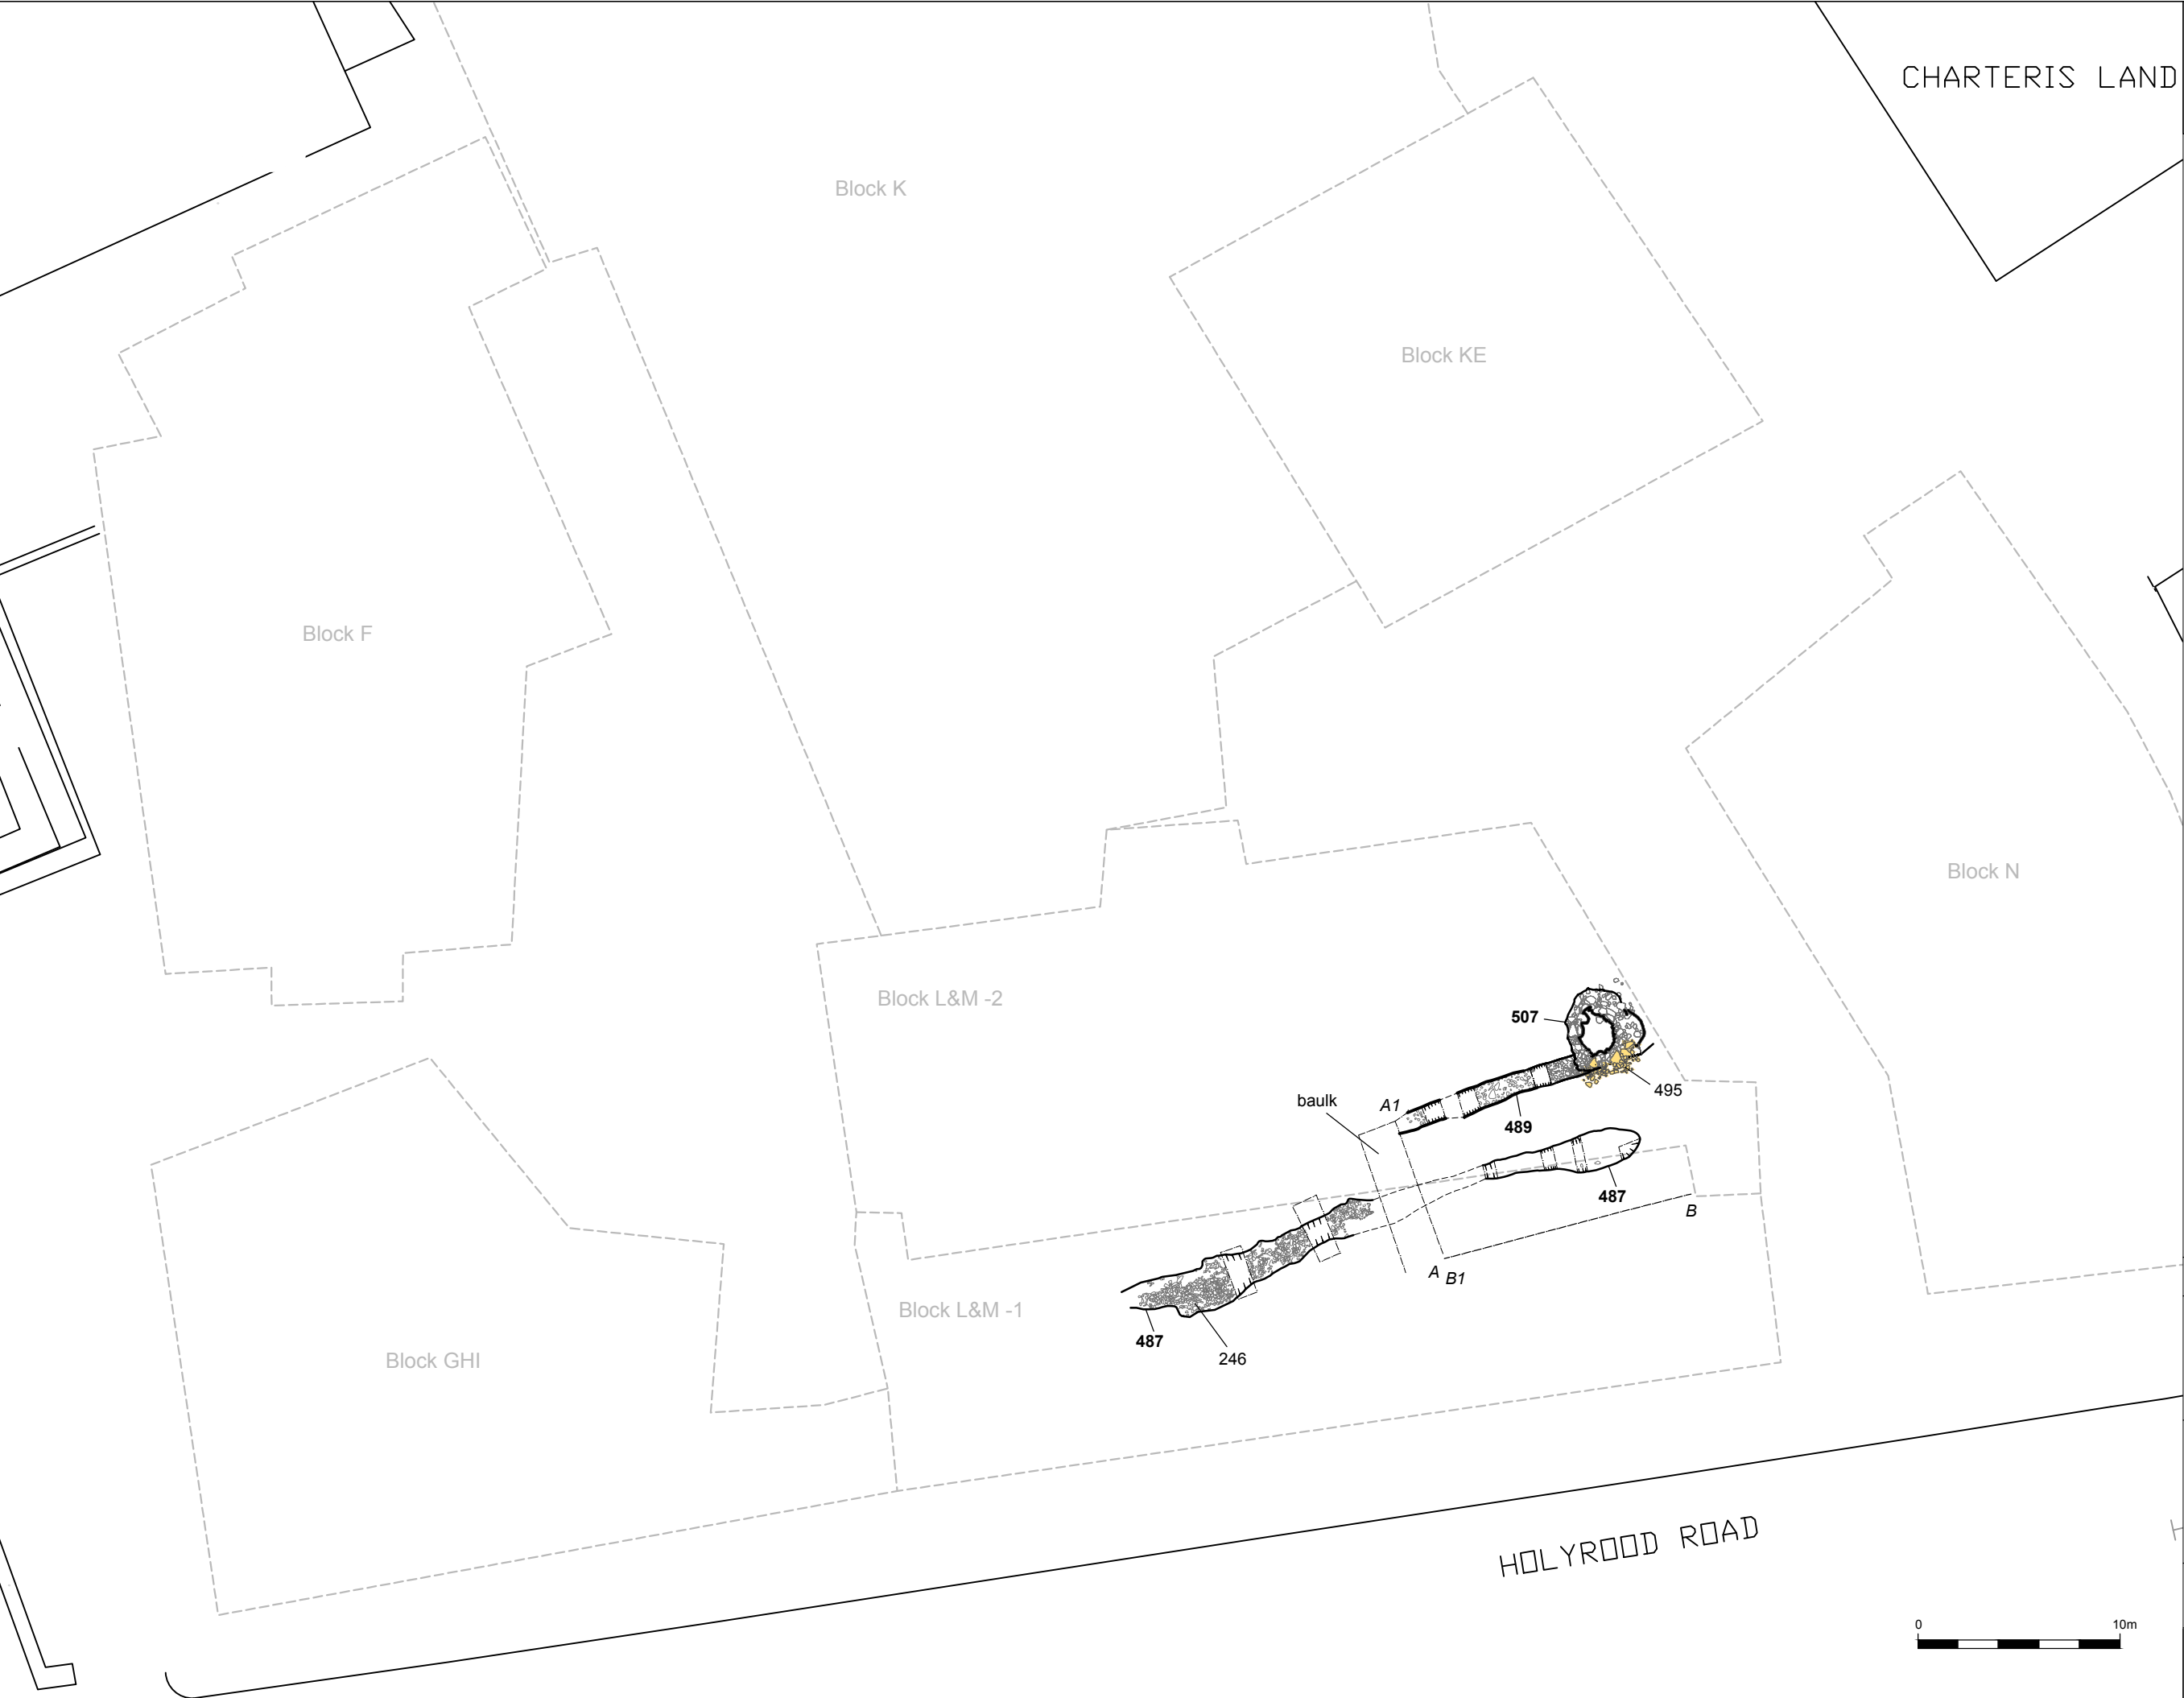 CHARTERIS LAND
Block K
Block KE
Block F
Block N
Block L&M -2
507
495
baulk
A1
489
487
B
A
B1
Block L&M -1
487
246
Block GHI
HOLYROOD ROAD
0
10m